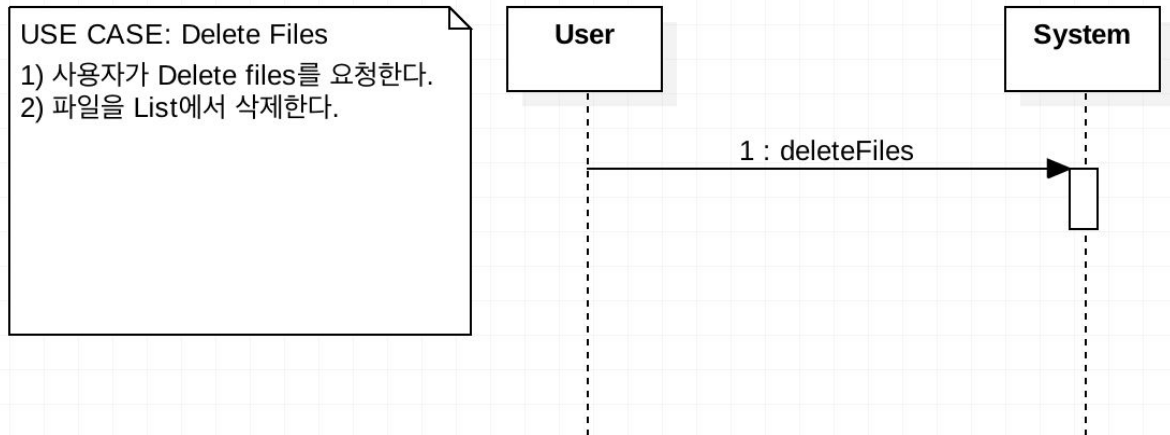 USE CASE: Delete Files
1) 사용자가 Delete files를 요청한다.
2) 파일을 List에서 삭제한다.
User
System
1 : deleteFiles